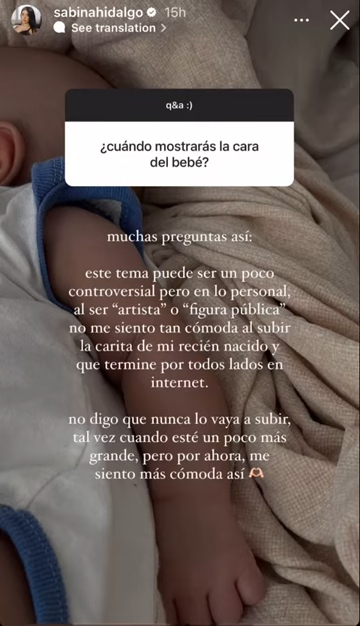 sabinahidalgo 15h
See translation >
q&a :)
¿cuándo mostrarás la cara
del bebé?
muchas preguntas así:
este tema puede ser un poco
controversial pero en lo personal,
al ser “artista” o “figura pública”
no me siento tan cómoda al subir
la carita de mi recién nacido y
que termine por todos lados en
internet.
no digo que nunca lo vaya a subir,
tal vez cuando esté un poco más
grande, pero por ahora, me
siento más cómoda así 🫶🏼